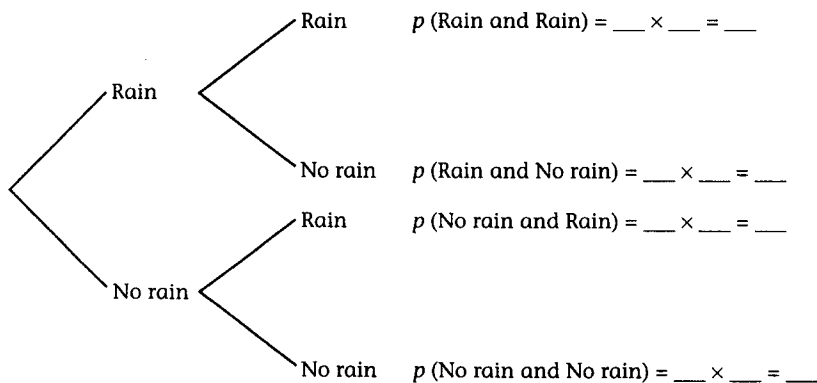 Rain p (Rain and Rain) = ___ × ___ = ___
Rain
No rain p (Rain and No rain) = ___ × ___ = ___
Rain p (No rain and Rain) = ___ × ___ = ___
No rain
No rain p (No rain and No rain) = ___ × ___ = ___